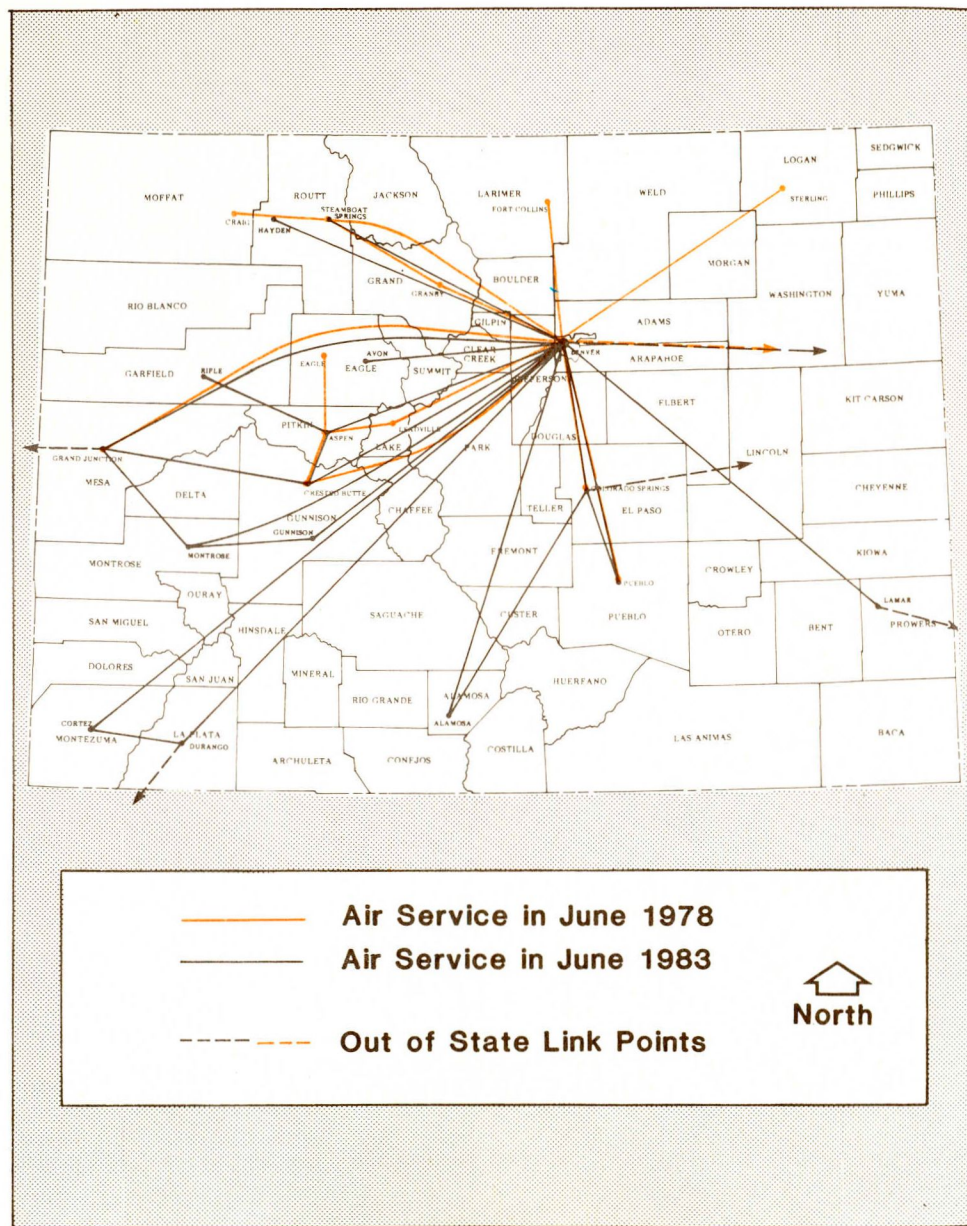 SEDGWICK
LOGAN
MOFFAT
ROUTT
JACKSON
LARIMER
WELD
PHILLIPS
STERLING
STEAMBOAT
SPRINGS
CRAIG
HAYDEN
FORT COLLINS
MORGAN
GRAND
BOULDER
GRANBY
WASHINGTON
YUMA
RIO BLANCO
GILPIN
ADAMS
CLEAR
CREEK
DENVER
ARAPAHOE
AVON
EAGLE
EAGLE
SUMMIT
GARFIELD
RIFLE
JEFFERSON
ELBERT
KIT CARSON
PITKIN
ASPEN
LEADVILLE
LAKE
PARK
DOUGLAS
LINCOLN
GRAND JUNCTION
MESA
CRESTED BUTTE
DELTA
GUNNISON
CHAFFEE
TELLER
COLORADO SPRINGS
EL PASO
CHEYENNE
GUNNISON
MONTROSE
MONTROSE
FREMONT
KIOWA
CROWLEY
PUEBLO
OURAY
LAMAR
SAGUACHE
CUSTER
PUEBLO
SAN MIGUEL
HINSDALE
OTERO
BENT
PROWERS
DOLORES
SAN JUAN
MINERAL
RIO GRANDE
ALAMOSA
HUERFANO
CORTEZ
MONTEZUMA
LA PLATA
DURANGO
ALAMOSA
ARCHULETA
CONEJOS
COSTILLA
LAS ANIMAS
BACA
Air Service in June 1978
Air Service in June 1983
North
Out of State Link Points